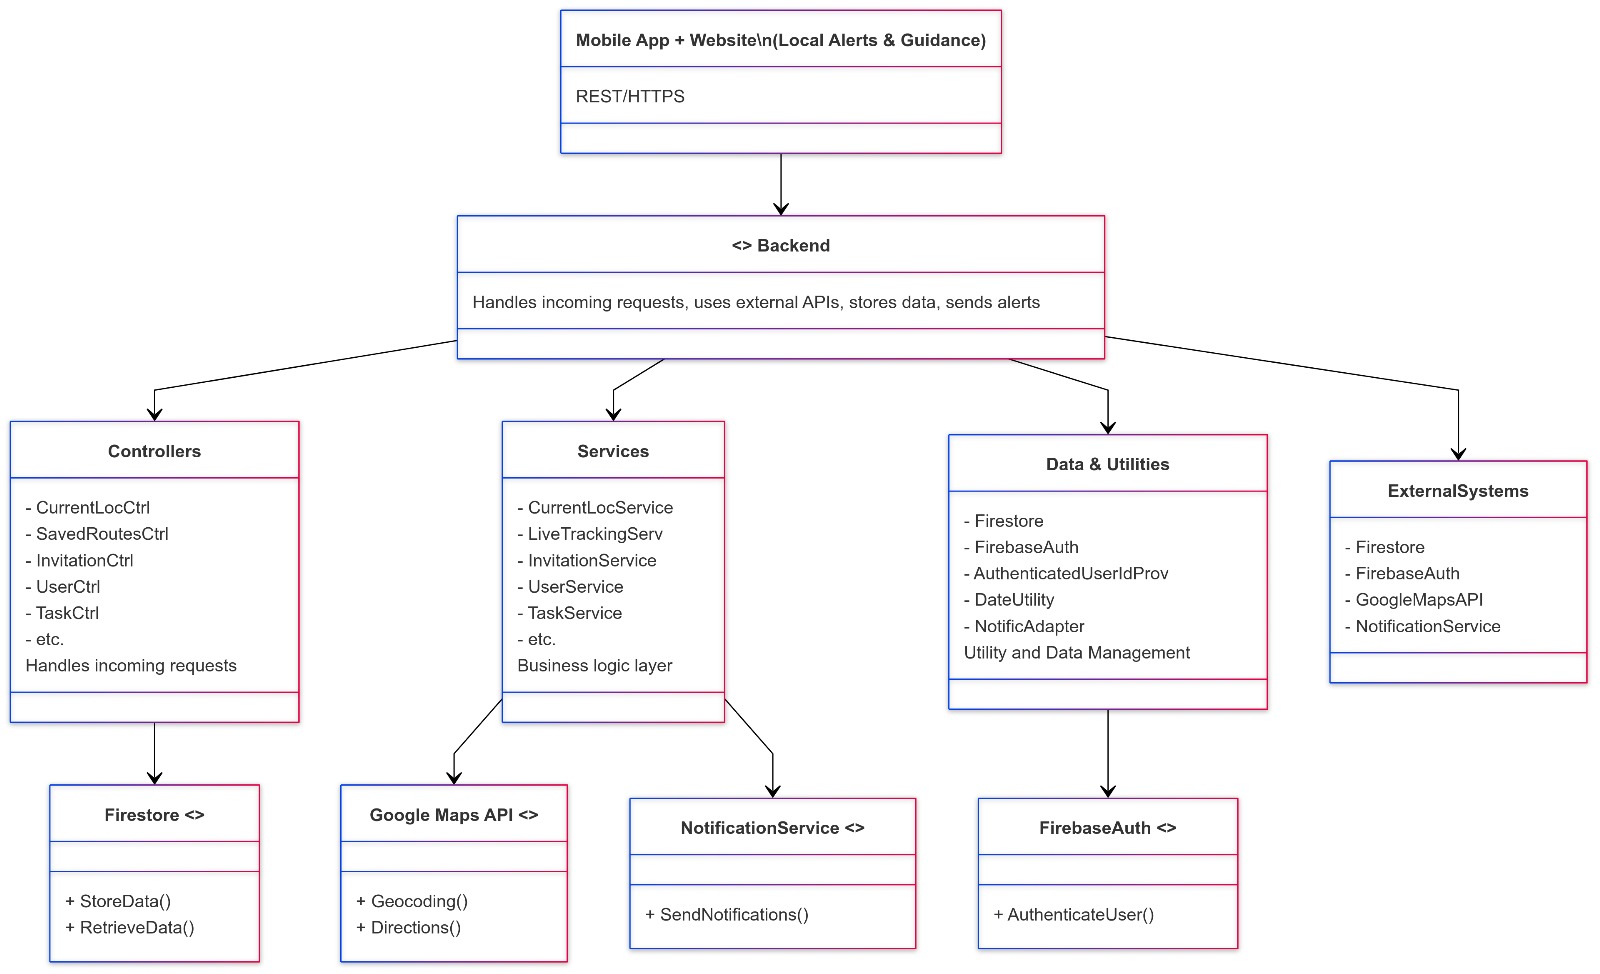 Mobile App + Website\n(Local Alerts & Guidance)
REST/HTTPS
<> Backend
Handles incoming requests, uses external APIs, stores data, sends alerts
Controllers
- CurrentLocCtrl
- SavedRoutesCtrl
- InvitationCtrl
- UserCtrl
- TaskCtrl
- etc.
Handles incoming requests
Services
- CurrentLocService
- LiveTrackingServ
- InvitationService
- UserService
- TaskService
- etc.
Business logic layer
Data & Utilities
- Firestore
- FirebaseAuth
- AuthenticatedUserIdProv
- DateUtility
- NotificAdapter
Utility and Data Management
ExternalSystems
- Firestore
- FirebaseAuth
- GoogleMapsAPI
- NotificationService
Firestore <>
+ StoreData()
+ RetrieveData()
Google Maps API <>
+ Geocoding()
+ Directions()
NotificationService <>
+ SendNotifications()
FirebaseAuth <>
+ AuthenticateUser()